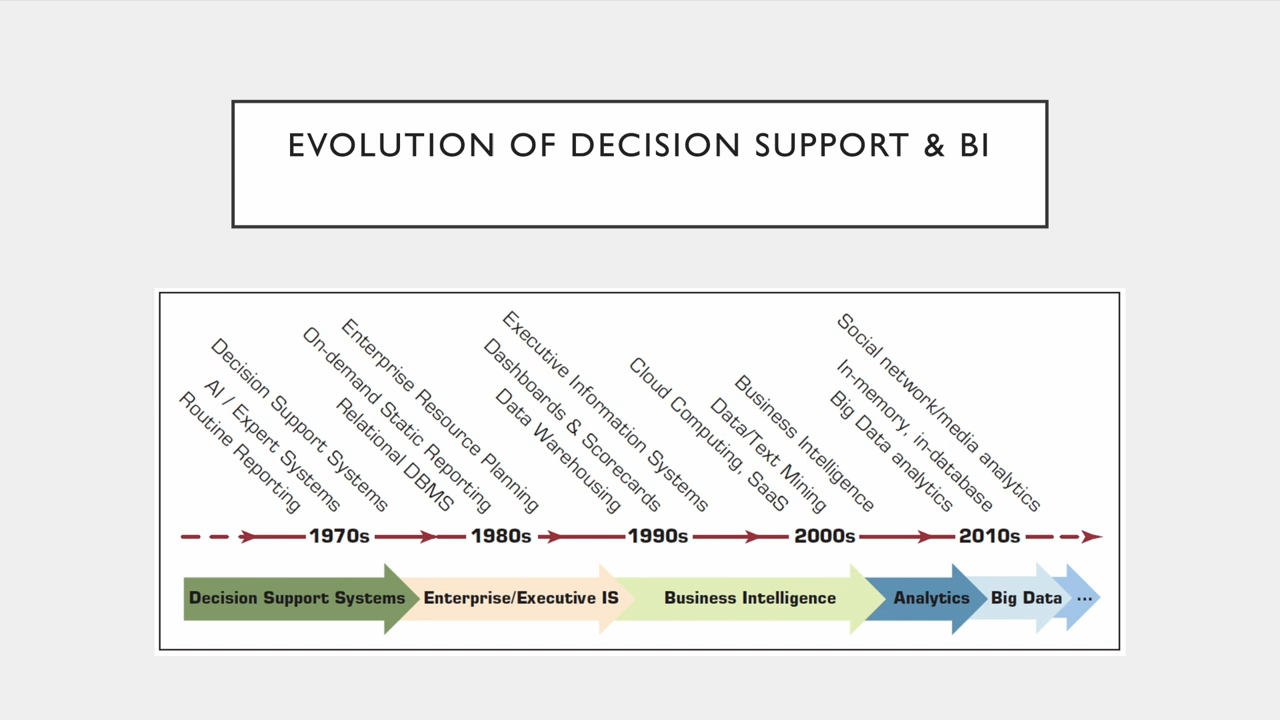 EVOLUTION OF DECISION SUPPORT & BI
Routine Reporting
AI / Expert Systems
Decision Support Systems
Relational DBMS
On-demand Static Reporting
Enterprise Resource Planning
Data Warehousing
Dashboards & Scorecards
Executive Information Systems
Cloud Computing, SaaS
Data/Text Mining
Business Intelligence
Big Data analytics
In-memory, in-database
Social network/media analytics
1970s 1980s 1990s 2000s 2010s
Decision Support Systems Enterprise/Executive IS Business Intelligence Analytics Big Data ...